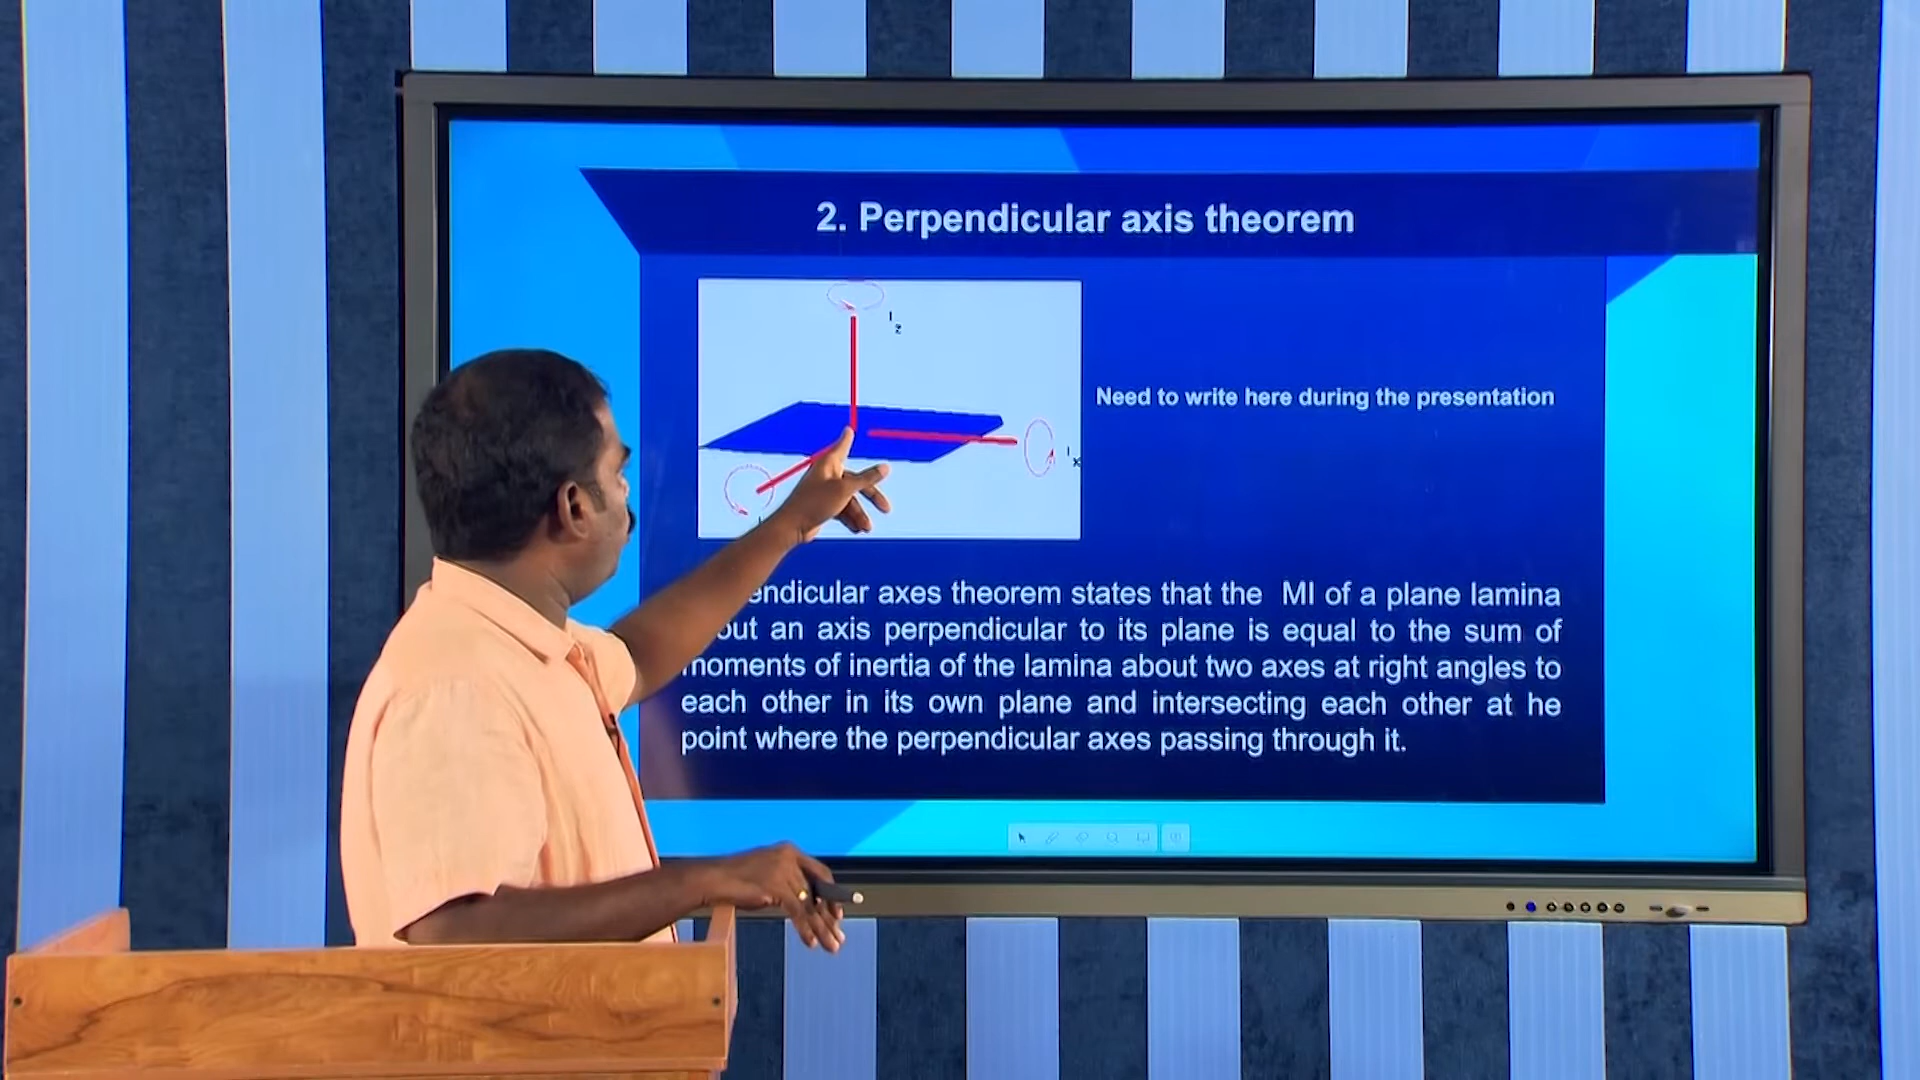 2. Perpendicular axis theorem
I
z
Need to write here during the presentation
I
x
endicular axes theorem states that the MI of a plane lamina
out an axis perpendicular to its plane is equal to the sum of
moments of inertia of the lamina about two axes at right angles to
each other in its own plane and intersecting each other at he
point where the perpendicular axes passing through it.